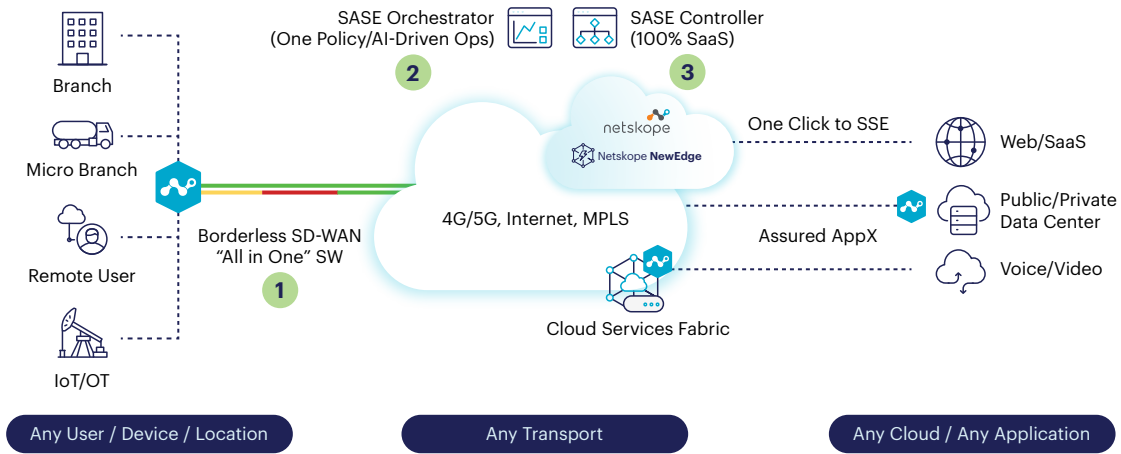 SASE Orchestrator
(One Policy/AI-Driven Ops)
2
SASE Controller
(100% SaaS)
3
Branch
Micro Branch
Remote User
IoT/OT
Borderless SD-WAN
“All in One” SW
1
netskope
Netskope NewEdge
4G/5G, Internet, MPLS
Cloud Services Fabric
One Click to SSE
Assured AppX
Web/SaaS
Public/Private
Data Center
Voice/Video
Any User / Device / Location
Any Transport
Any Cloud / Any Application